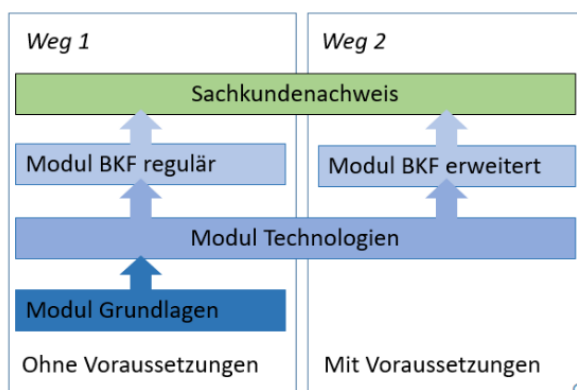 Weg 1
Weg 2
Sachkundenachweis
Modul BKF regulär
Modul BKF erweitert
Modul Technologien
Modul Grundlagen
Ohne Voraussetzungen
Mit Voraussetzungen